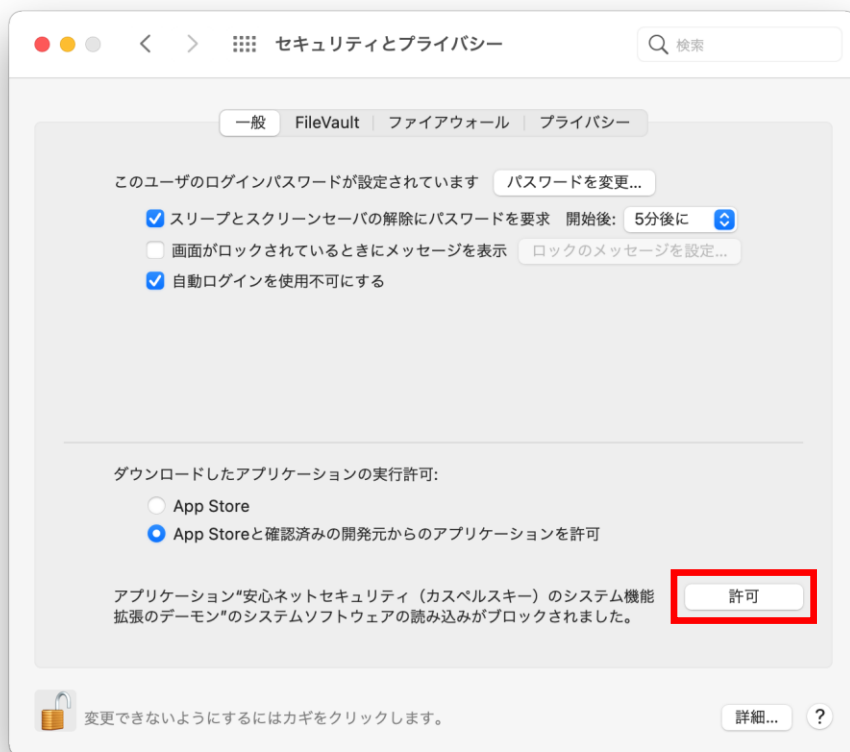 セキュリティとプライバシー
検索
一般 FileVault ファイアウォール プライバシー
このユーザのログインパスワードが設定されています パスワードを変更...
スリープとスクリーンセーバの解除にパスワードを要求 開始後: 5分後に
画面がロックされているときにメッセージを表示 ロックのメッセージを設定...
自動ログインを使用不可にする
ダウンロードしたアプリケーションの実行許可:
App Store
App Storeと確認済みの開発元からのアプリケーションを許可
アプリケーション“安心ネットセキュリティ（カスペルスキー）のシステム機能
拡張のデーモン”のシステムソフトウェアの読み込みがブロックされました。
許可
変更できないようにするにはカギをクリックします。
詳細... ?